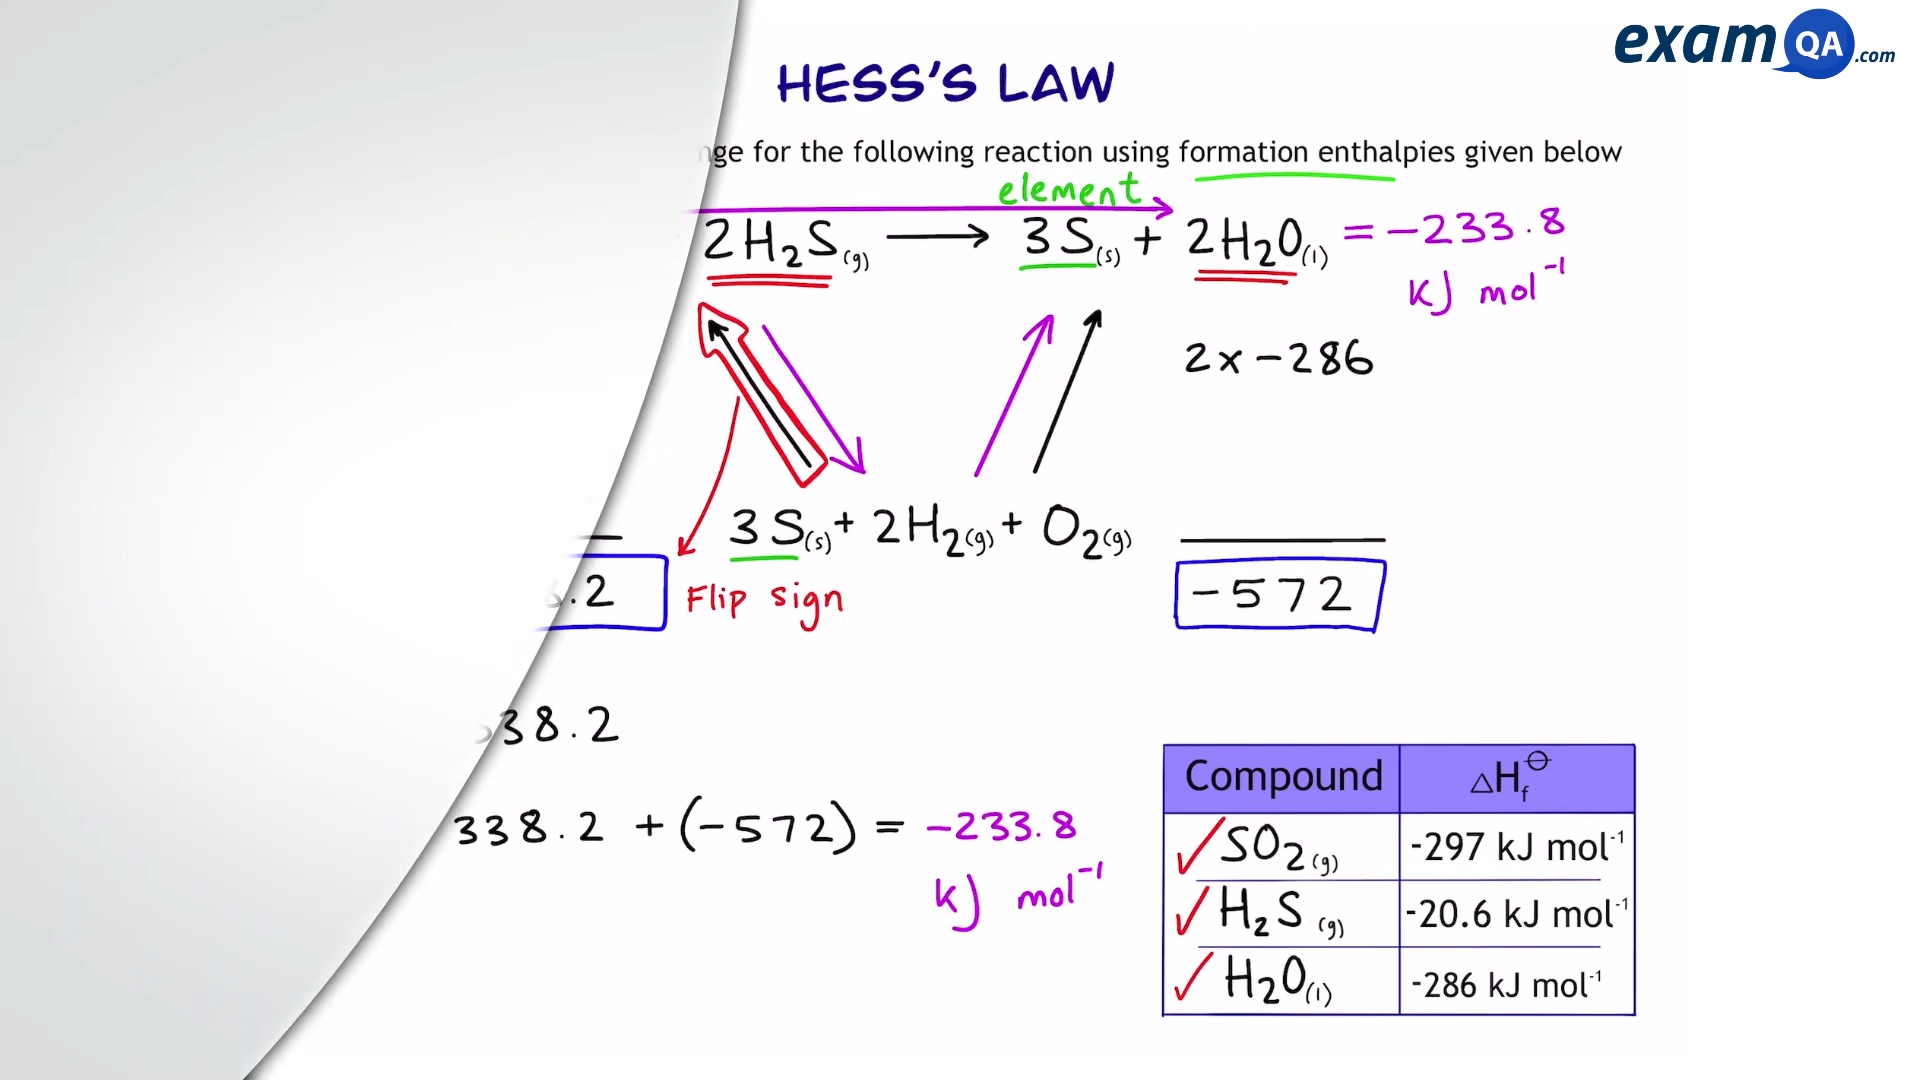 examQA.com
HESS'S LAW
nge for the following reaction using formation enthalpies given below
element
2H₂S(g) ⟶ 3S(s) + 2H₂O(l) = -233.8
kJ mol⁻¹
2x-286
3S(s) + 2H₂(g) + O₂(g)
.2
Flip sign
-572
38.2
338.2 + (-572) = -233.8
kJ mol⁻¹
Compound △Hf⊖
✓ SO₂(g) -297 kJ mol⁻¹
✓ H₂S (g) -20.6 kJ mol⁻¹
✓ H₂O(l) -286 kJ mol⁻¹